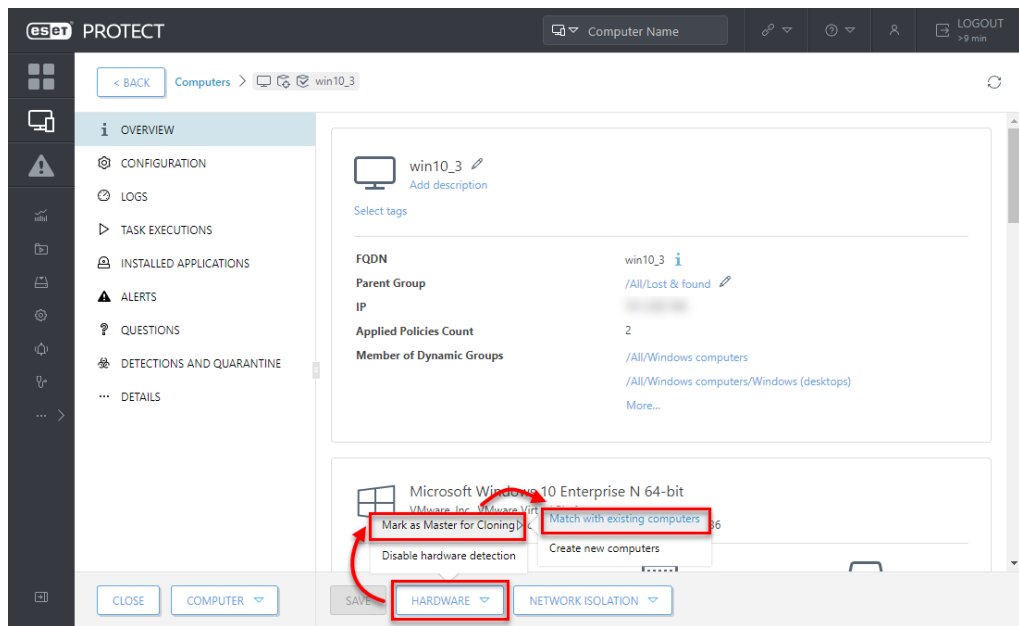 eset PROTECT
Computer Name
LOGOUT
>9 min
< BACK
Computers > win10_3
OVERVIEW
CONFIGURATION
LOGS
TASK EXECUTIONS
INSTALLED APPLICATIONS
ALERTS
QUESTIONS
DETECTIONS AND QUARANTINE
DETAILS
win10_3
Add description
Select tags
FQDN win10_3
Parent Group /All/Lost & found
IP
Applied Policies Count 2
Member of Dynamic Groups /All/Windows computers
/All/Windows computers/Windows (desktops)
More...
Microsoft Windows 10 Enterprise N 64-bit
VMware, Inc. VMware
Mark as Master for Cloning
Match with existing computers
Disable hardware detection
Create new computers
CLOSE
COMPUTER
SAVE
HARDWARE
NETWORK ISOLATION